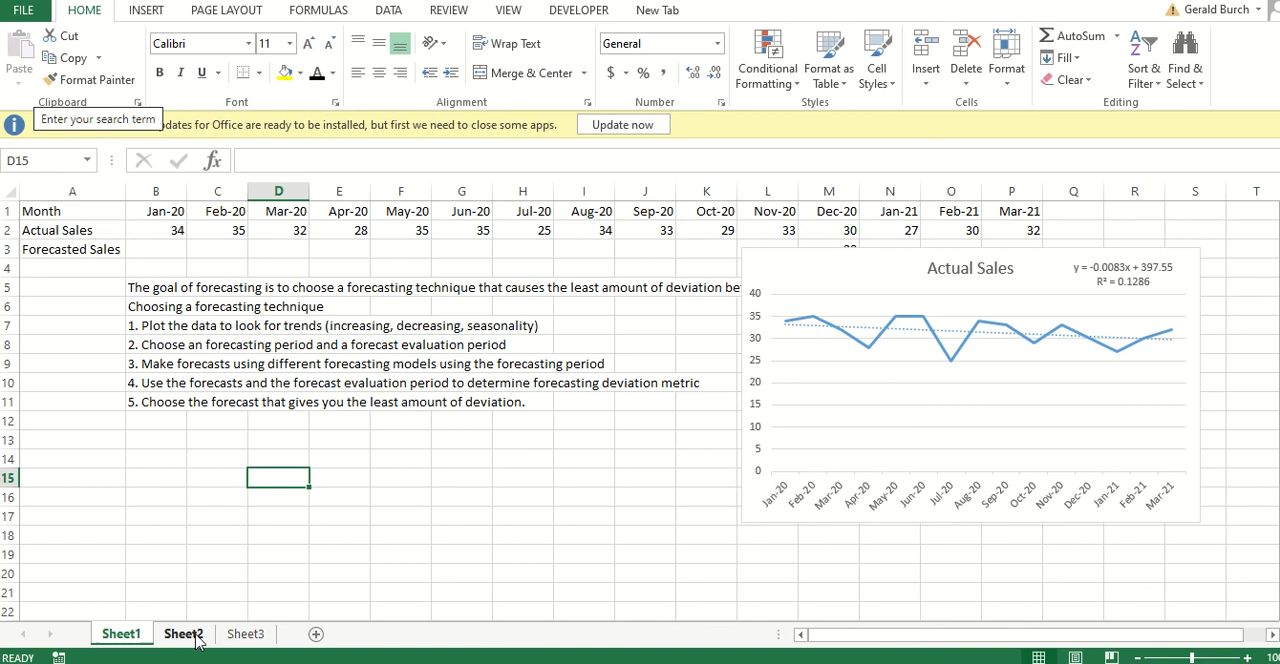 FILE HOME INSERT PAGE LAYOUT FORMULAS DATA REVIEW VIEW DEVELOPER New Tab Gerald Burch
Cut
Copy
Format Painter
Paste
Clipboard
Calibri 11
B I U
Font
Wrap Text
Merge & Center
Alignment
General
$ % ,
Number
Conditional Formatting
Format as Table
Cell Styles
Styles
Insert Delete Format
Cells
AutoSum
Fill
Clear
Sort & Filter
Find & Select
Editing
Enter your search term
dates for Office are ready to be installed, but first we need to close some apps. Update now
D15 fx
A B C D E F G H I J K L M N O P Q R S T
1 Month Jan-20 Feb-20 Mar-20 Apr-20 May-20 Jun-20 Jul-20 Aug-20 Sep-20 Oct-20 Nov-20 Dec-20 Jan-21 Feb-21 Mar-21
2 Actual Sales 34 35 32 28 35 35 25 34 33 29 33 30 27 30 32
3 Forecasted Sales
4
5 The goal of forecasting is to choose a forecasting technique that causes the least amount of deviation be
6 Choosing a forecasting technique
7 1. Plot the data to look for trends (increasing, decreasing, seasonality)
8 2. Choose an forecasting period and a forecast evaluation period
9 3. Make forecasts using different forecasting models using the forecasting period
10 4. Use the forecasts and the forecast evaluation period to determine forecasting deviation metric
11 5. Choose the forecast that gives you the least amount of deviation.
12
13
14
15
16
17
18
19
20
21
22
Actual Sales
y = -0.0083x + 397.55
R² = 0.1286
40
35
30
25
20
15
10
5
0
Jan-20 Feb-20 Mar-20 Apr-20 May-20 Jun-20 Jul-20 Aug-20 Sep-20 Oct-20 Nov-20 Dec-20 Jan-21 Feb-21 Mar-21
Sheet1 Sheet2 Sheet3
READY